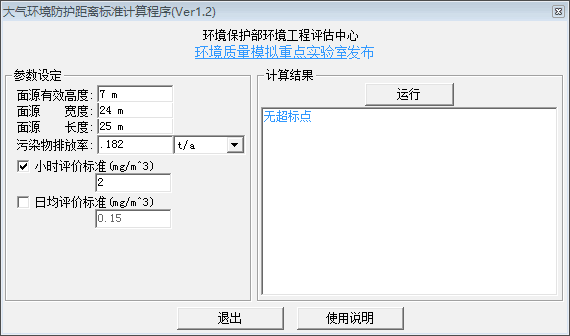 大气环境防护距离标准计算程序(Ver1.2)
环境保护部环境工程评估中心
环境质量模拟重点实验室发布
参数设定
面源有效高度: 7 m
面源 宽度: 24 m
面源 长度: 25 m
污染物排放率: .182 t/a
小时评价标准(mg/m^3)
2
日均评价标准(mg/m^3)
0.15
计算结果
运行
无超标点
退出
使用说明